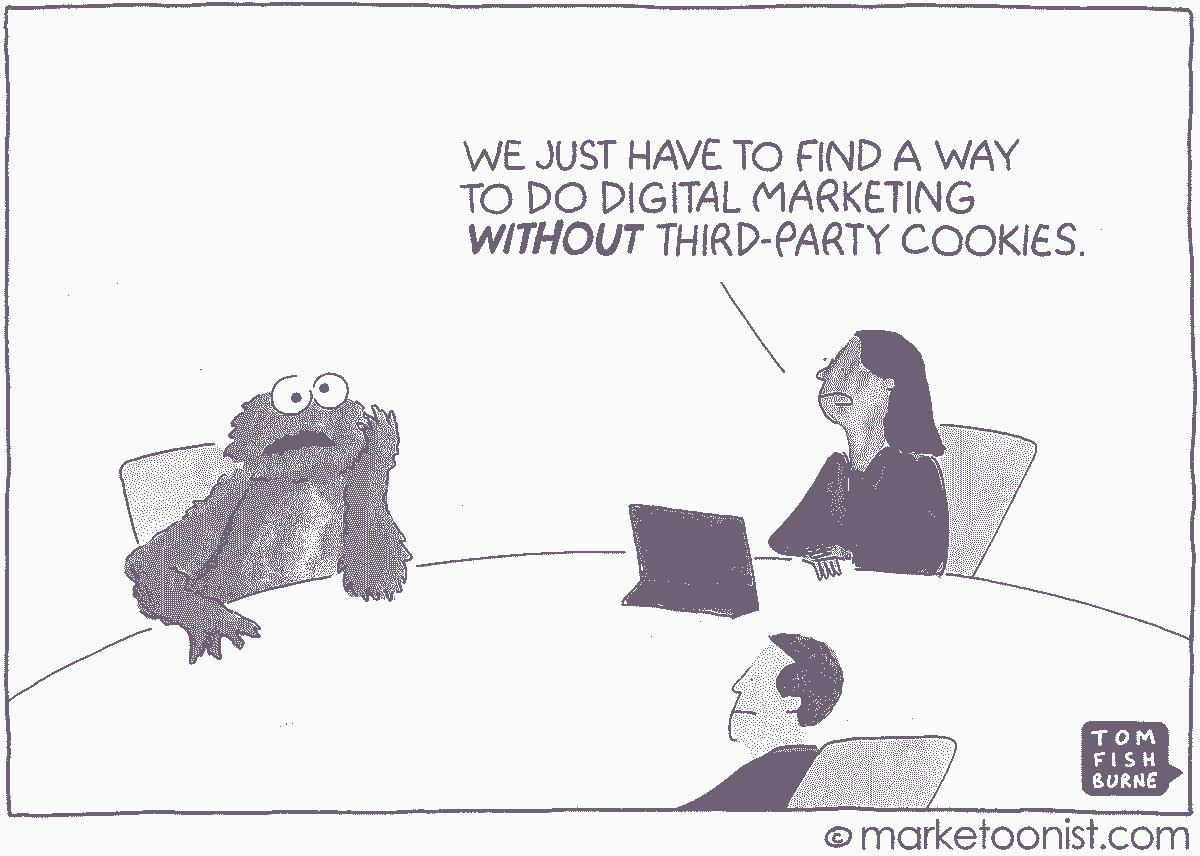 WE JUST HAVE TO FIND A WAY
TO DO DIGITAL MARKETING
WITHOUT THIRD-PARTY COOKIES.
TOM
FISH
BURNE
© marketoonist.com